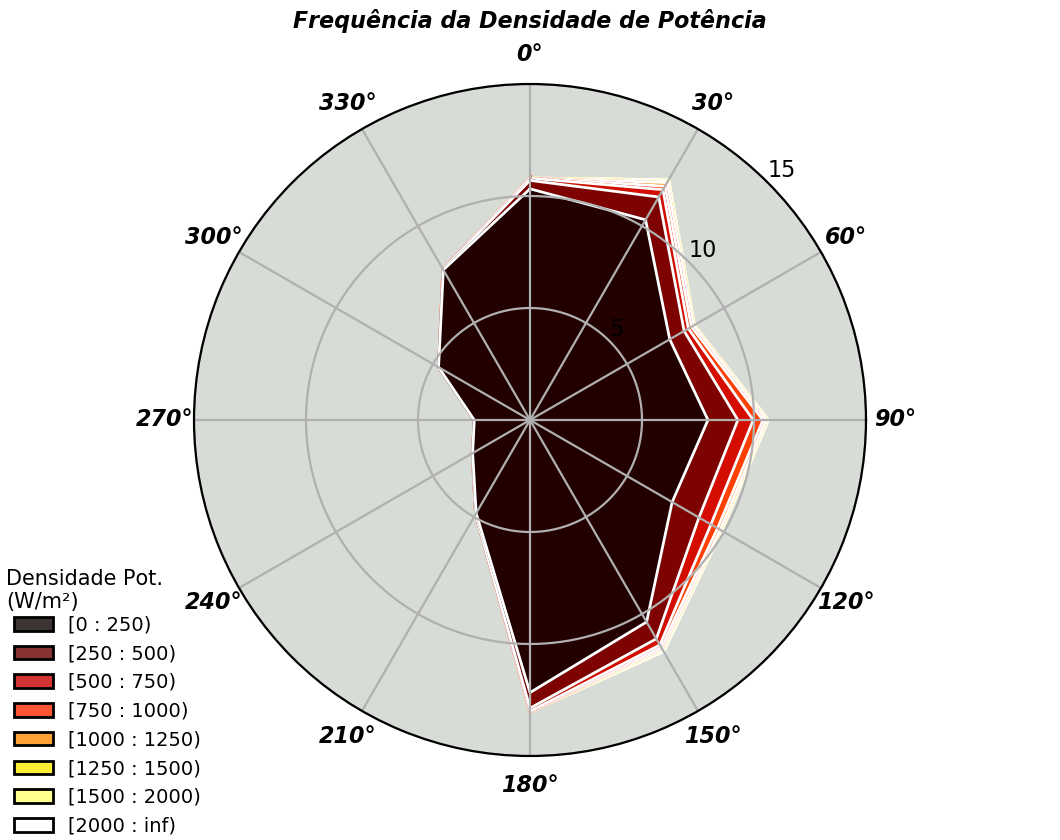 Frequência da Densidade de Potência
0°
330°
30°
15
300°
60°
10
5
270°
90°
240°
120°
210°
150°
180°
Densidade Pot.
(W/m²)
[0 : 250)
[250 : 500)
[500 : 750)
[750 : 1000)
[1000 : 1250)
[1250 : 1500)
[1500 : 2000)
[2000 : inf)